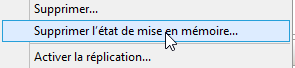 Supprimer...
Supprimer l'état de mise en mémoire...
Activer la réplication...